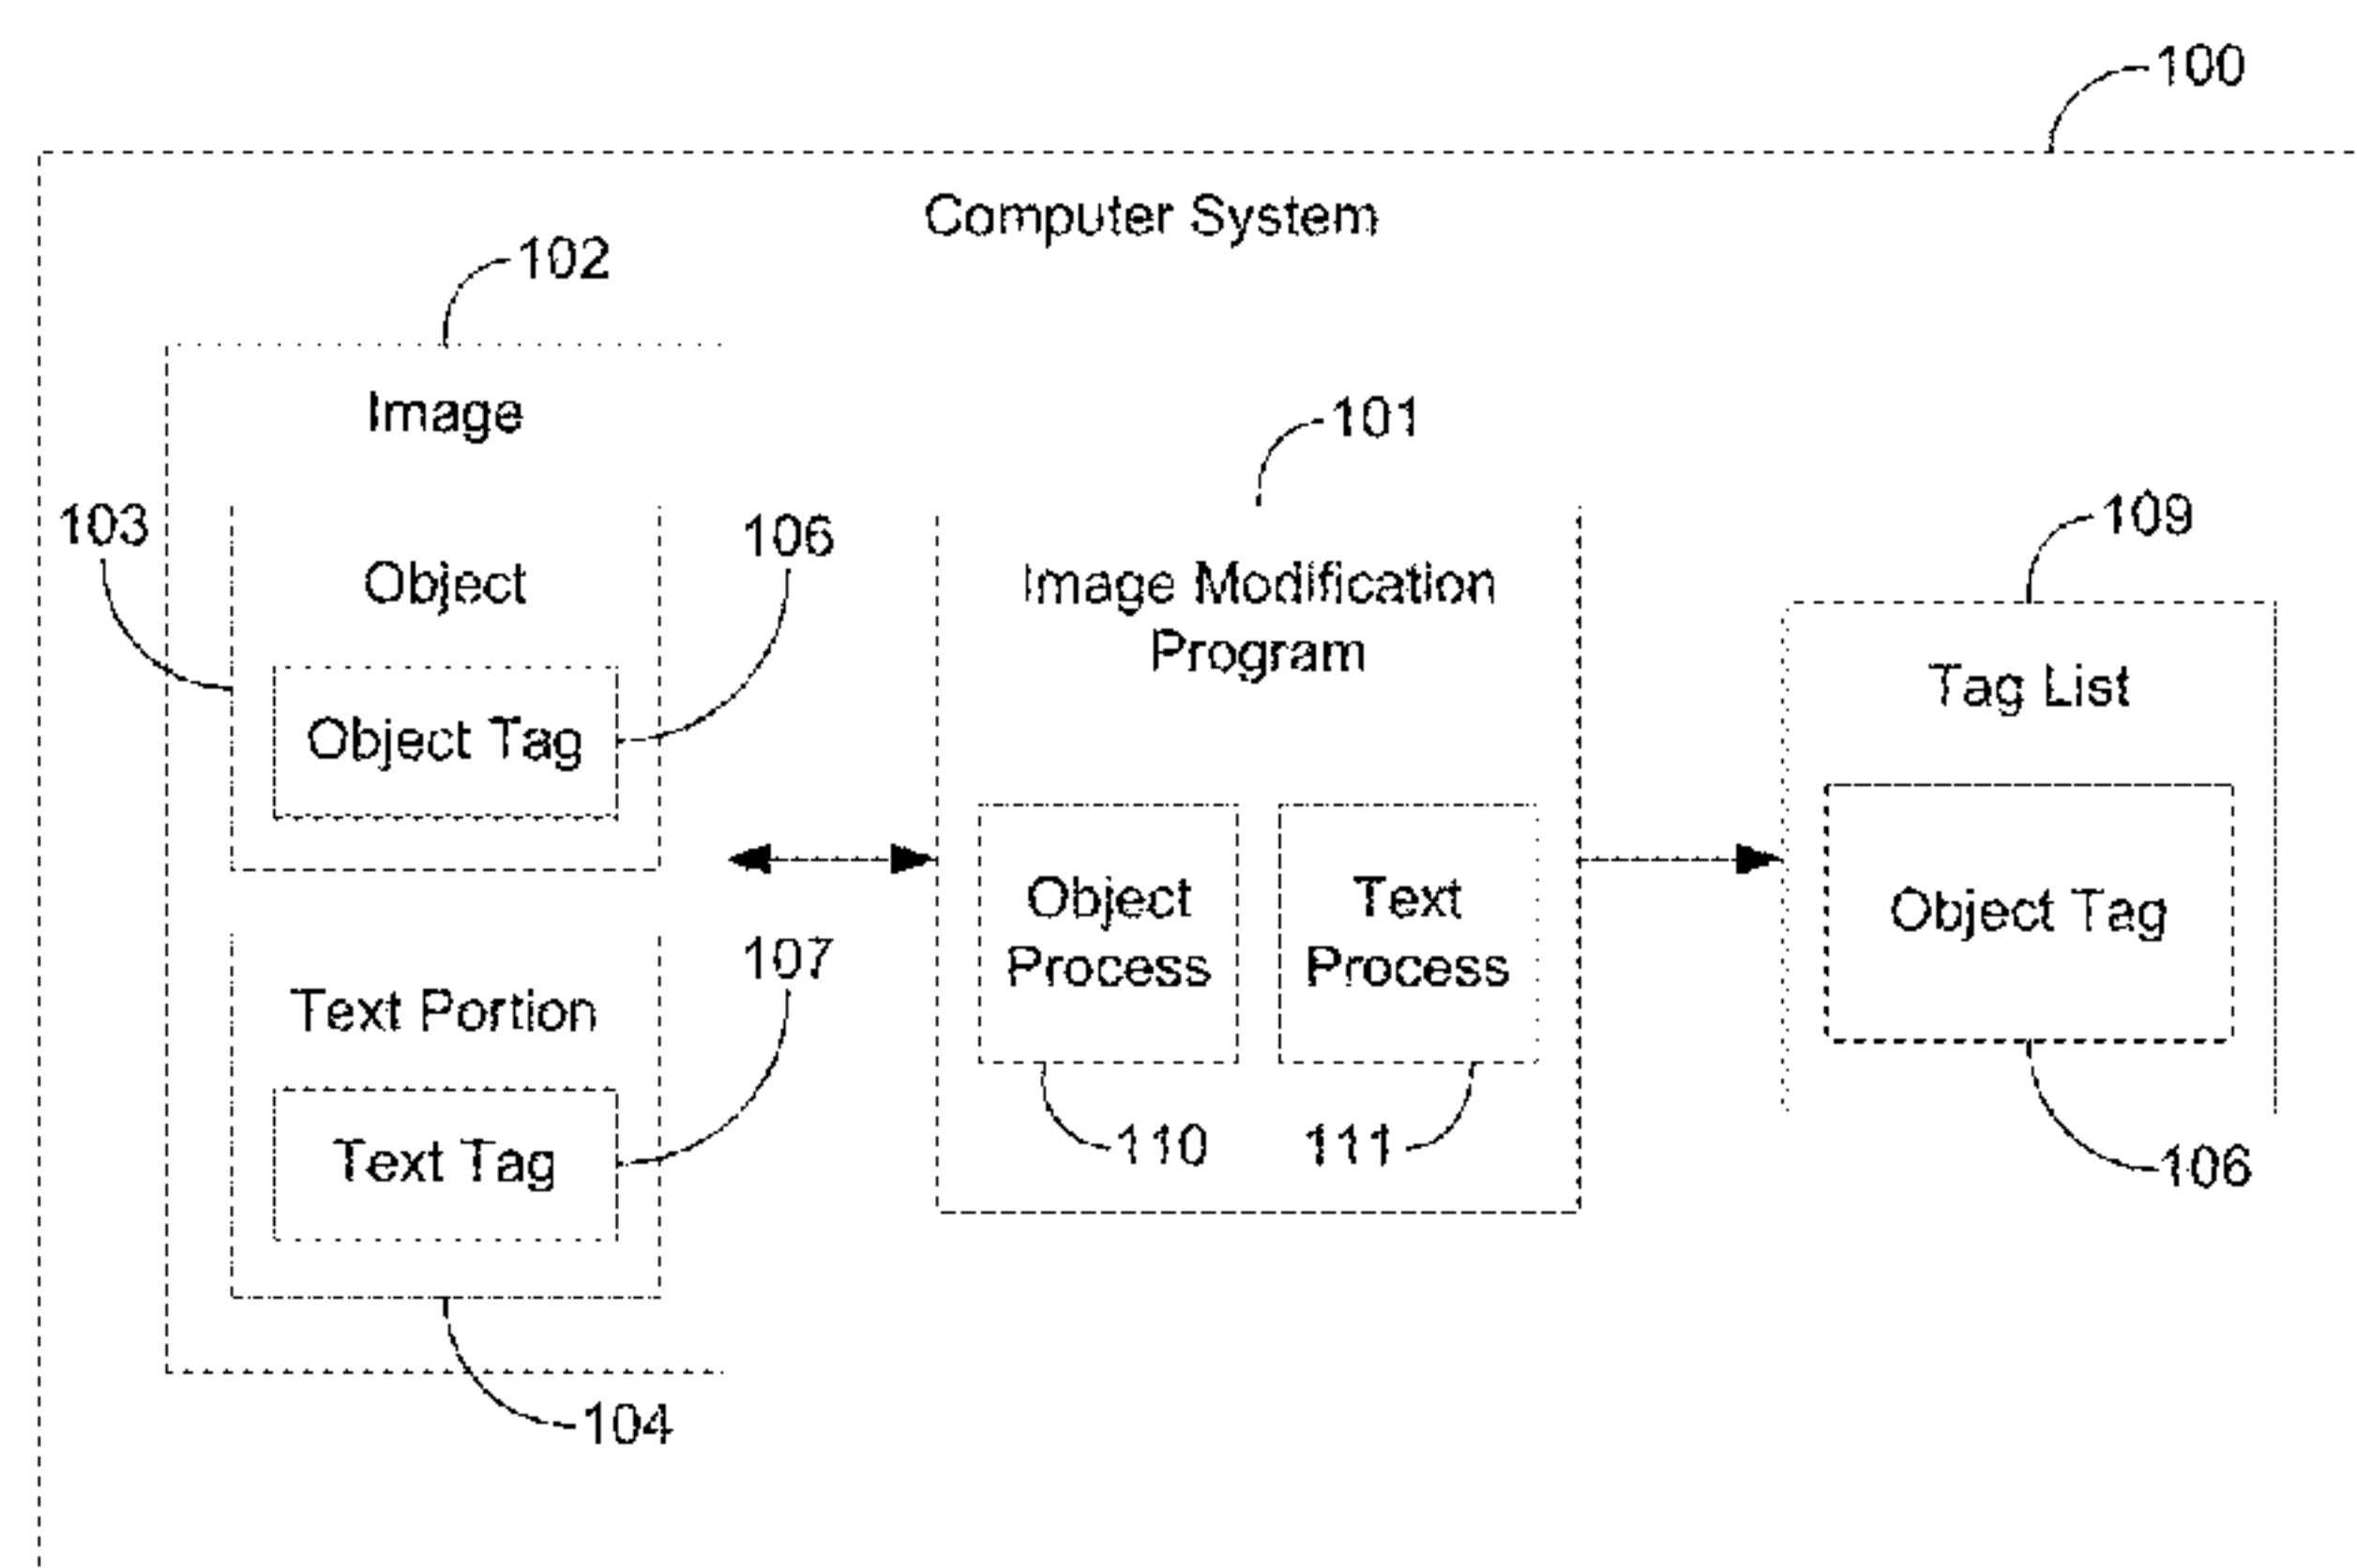 100
Computer System
102
Image
101
103
Object
106
Image Modification
Program
109
Tag List
Object Tag
Object
Process
Text
Process
Object Tag
107
Text Portion
Text Tag
110
111
106
104